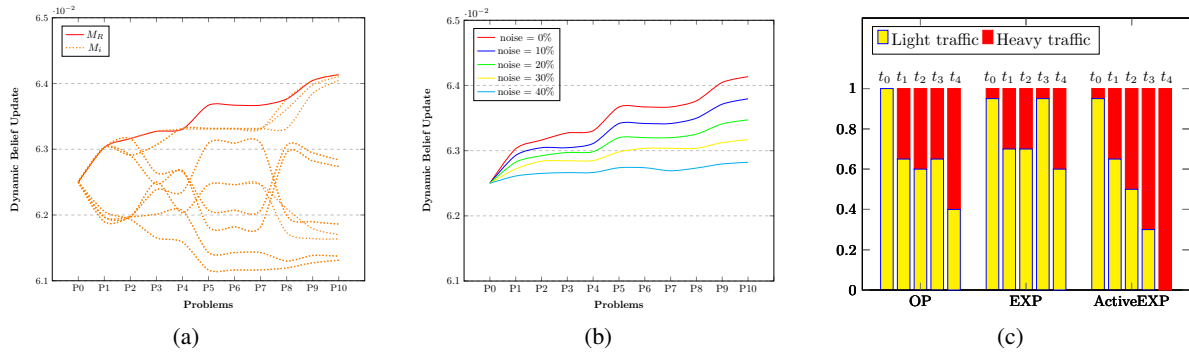 6.5
·10⁻²
M_R
M_i
6.4
6.3
6.2
6.1
Dynamic Belief Update
P0 P1 P2 P3 P4 P5 P6 P7 P8 P9 P10
Problems
(a)
6.5
·10⁻²
noise = 0%
noise = 10%
noise = 20%
noise = 30%
noise = 40%
6.4
6.3
6.2
6.1
Dynamic Belief Update
P0 P1 P2 P3 P4 P5 P6 P7 P8 P9 P10
Problems
(b)
Light traffic Heavy traffic
t₀ t₁ t₂ t₃ t₄ t₀ t₁ t₂ t₃ t₄ t₀ t₁ t₂ t₃ t₄
1
0.8
0.6
0.4
0.2
0
OP EXP ActiveEXP
(c)